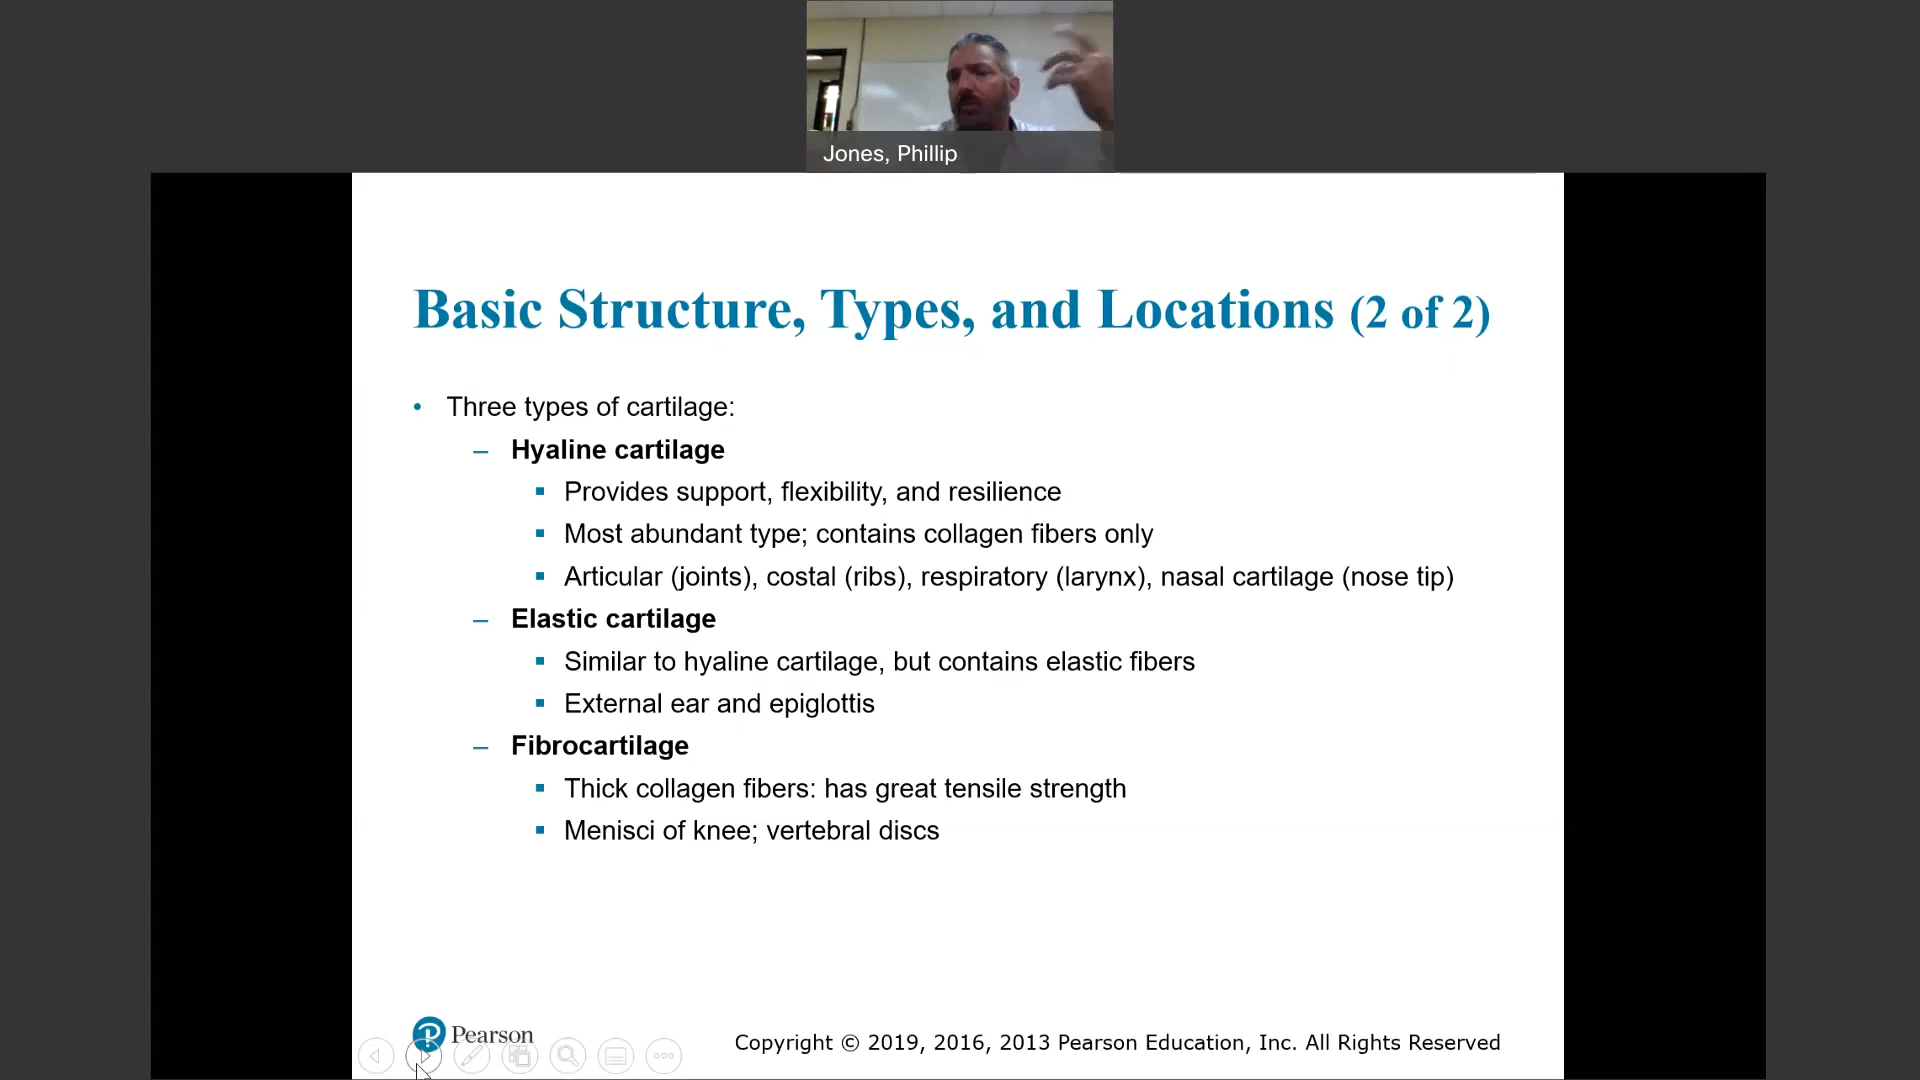 Jones, Phillip
Basic Structure, Types, and Locations (2 of 2)
• Three types of cartilage:
– Hyaline cartilage
▪ Provides support, flexibility, and resilience
▪ Most abundant type; contains collagen fibers only
▪ Articular (joints), costal (ribs), respiratory (larynx), nasal cartilage (nose tip)
– Elastic cartilage
▪ Similar to hyaline cartilage, but contains elastic fibers
▪ External ear and epiglottis
– Fibrocartilage
▪ Thick collagen fibers: has great tensile strength
▪ Menisci of knee; vertebral discs
Pearson
Copyright © 2019, 2016, 2013 Pearson Education, Inc. All Rights Reserved